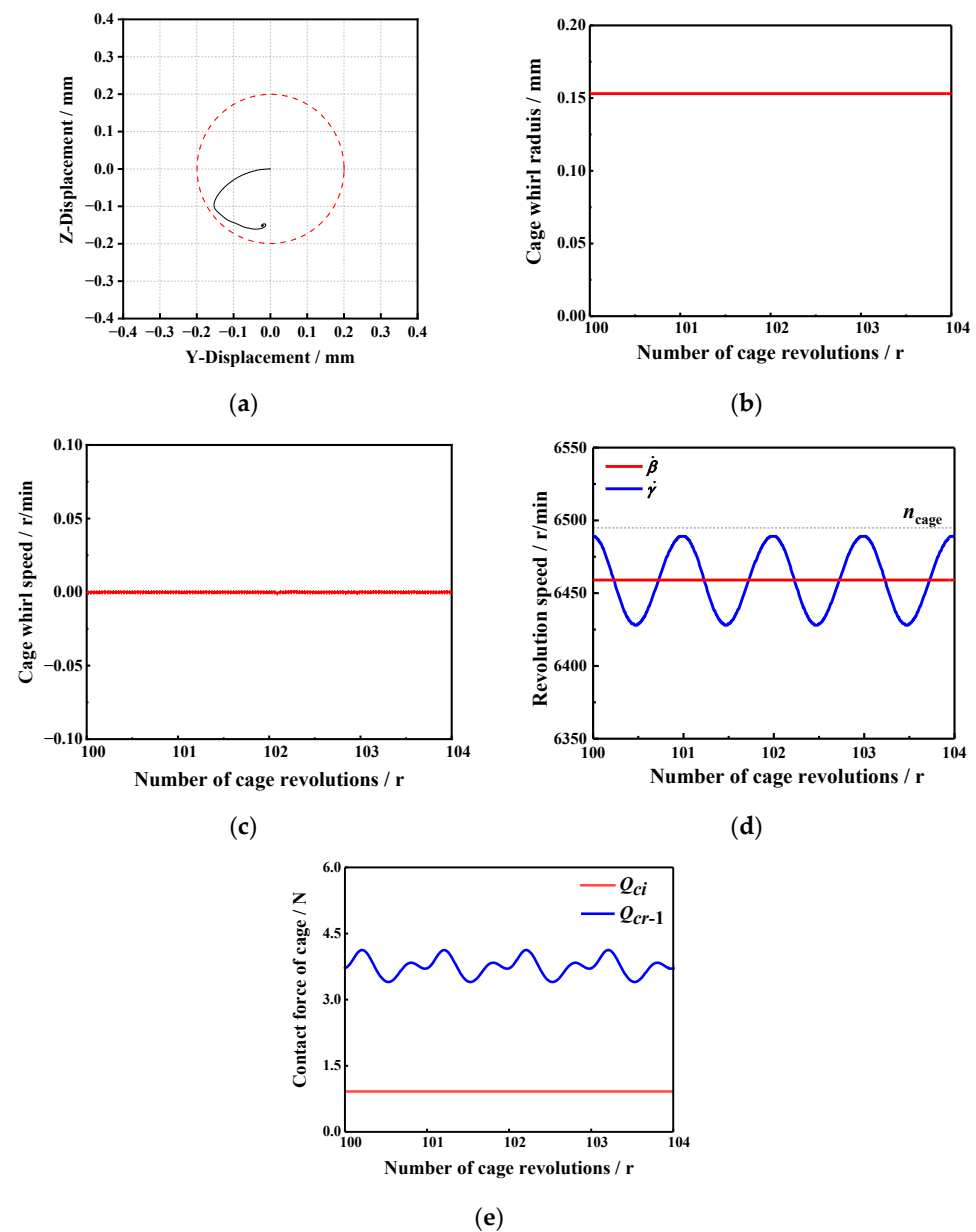 0.4
0.3
0.2
0.1
0.0
−0.1
−0.2
−0.3
−0.4
Z-Displacement / mm
−0.4 −0.3 −0.2 −0.1 0.0 0.1 0.2 0.3 0.4
Y-Displacement / mm
(a)
0.20
0.15
0.10
0.05
0.00
Cage whirl raduis / mm
100 101 102 103 104
Number of cage revolutions / r
(b)
0.10
0.05
0.00
−0.05
−0.10
Cage whirl speed / r/min
100 101 102 103 104
Number of cage revolutions / r
(c)
6550
6500
6450
6400
6350
Revolution speed / r/min
β̇
γ̇
n_cage
100 101 102 103 104
Number of cage revolutions / r
(d)
6.0
4.5
3.0
1.5
0.0
Contact force of cage / N
Q_ci
Q_cr-1
100 101 102 103 104
Number of cage revolutions / r
(e)